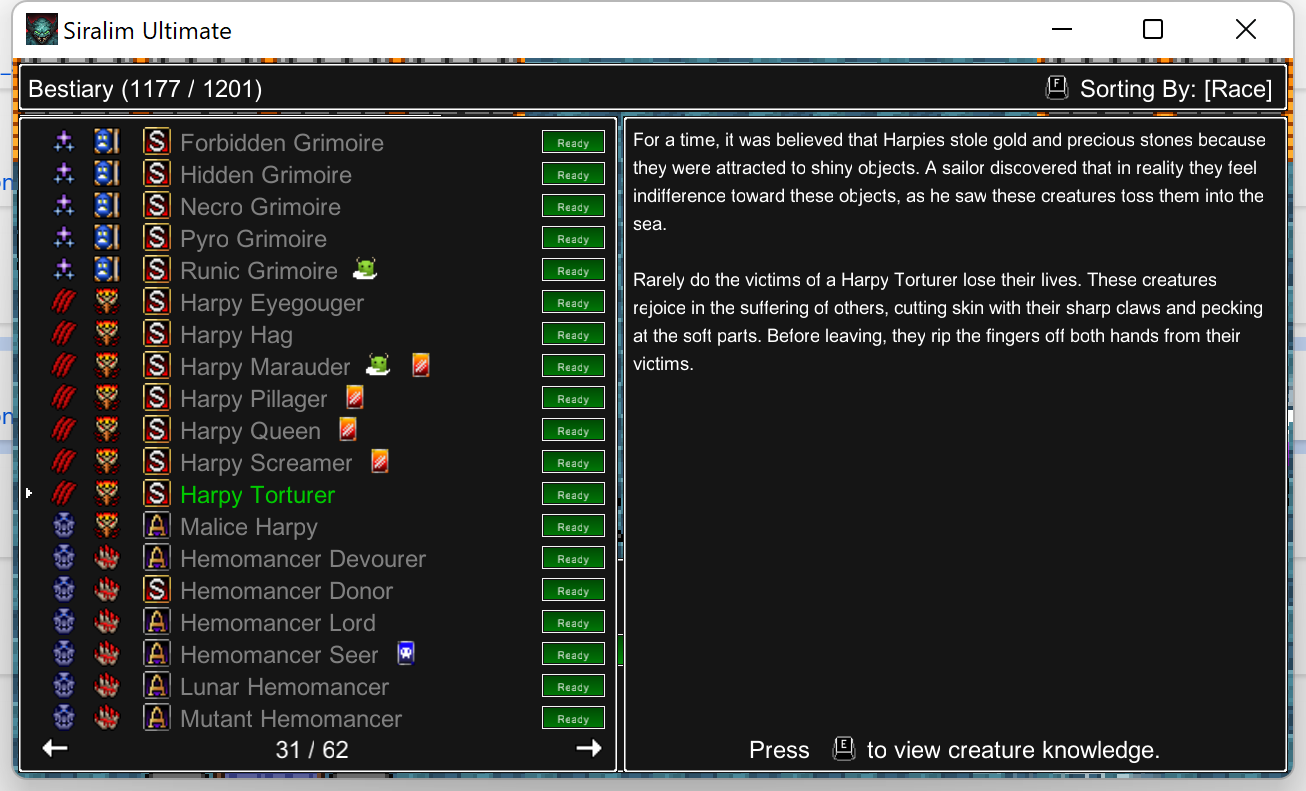 Siralim Ultimate
Bestiary (1177 / 1201)
F Sorting By: [Race]
S Forbidden Grimoire Ready
S Hidden Grimoire Ready
S Necro Grimoire Ready
S Pyro Grimoire Ready
S Runic Grimoire Ready
S Harpy Eyegouger Ready
S Harpy Hag Ready
S Harpy Marauder Ready
S Harpy Pillager Ready
S Harpy Queen Ready
S Harpy Screamer Ready
S Harpy Torturer Ready
A Malice Harpy Ready
A Hemomancer Devourer Ready
S Hemomancer Donor Ready
A Hemomancer Lord Ready
A Hemomancer Seer Ready
A Lunar Hemomancer Ready
A Mutant Hemomancer Ready
31 / 62
For a time, it was believed that Harpies stole gold and precious stones because
they were attracted to shiny objects. A sailor discovered that in reality they feel
indifference toward these objects, as he saw these creatures toss them into the
sea.
Rarely do the victims of a Harpy Torturer lose their lives. These creatures
rejoice in the suffering of others, cutting skin with their sharp claws and pecking
at the soft parts. Before leaving, they rip the fingers off both hands from their
victims.
Press E to view creature knowledge.